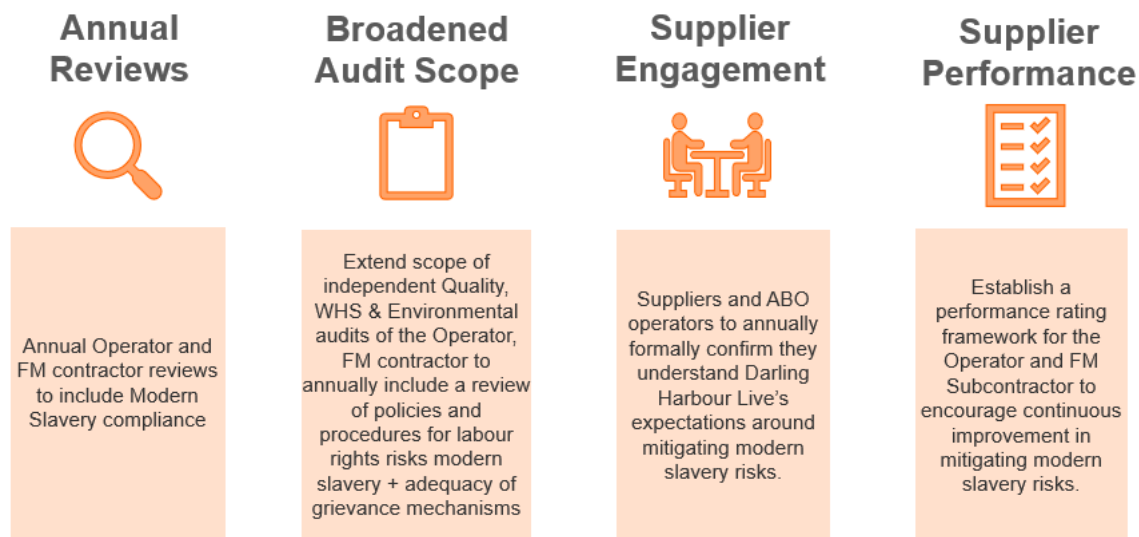 Annual
Reviews
Broadened
Audit Scope
Supplier
Engagement
Supplier
Performance
Annual Operator and
FM contractor reviews
to include Modern
Slavery compliance
Extend scope of
independent Quality,
WHS & Environmental
audits of the Operator,
FM contractor to
annually include a review
of policies and
procedures for labour
rights risks modern
slavery + adequacy of
grievance mechanisms
Suppliers and ABO
operators to annually
formally confirm they
understand Darling
Harbour Live’s
expectations around
mitigating modern
slavery risks.
Establish a
performance rating
framework for the
Operator and FM
Subcontractor to
encourage continuous
improvement in
mitigating modern
slavery risks.